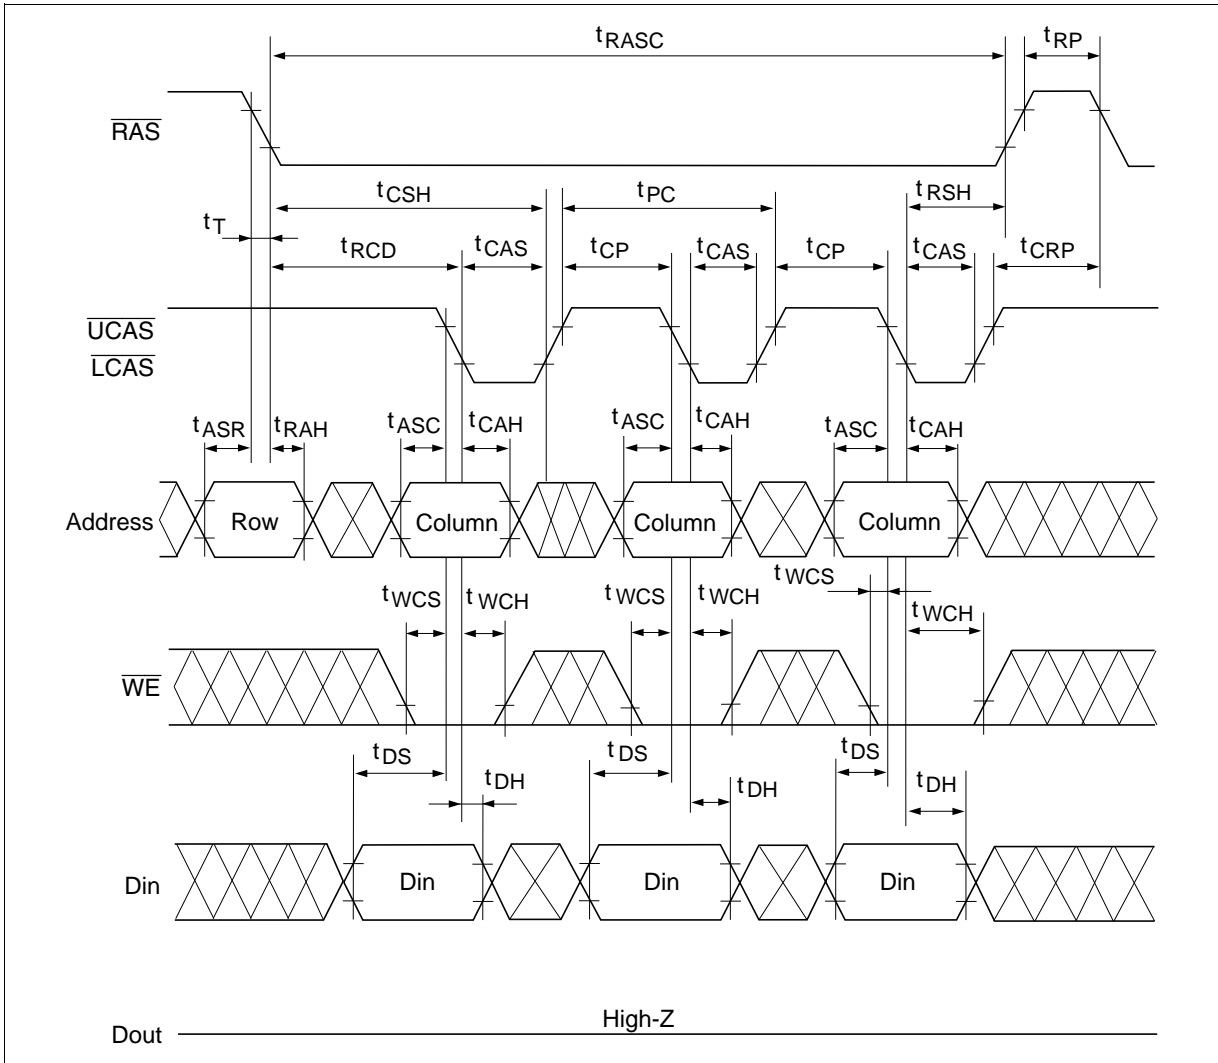 tRASC tRP
RAS
tCSH tPC tRSH
tT tRCD tCAS tCP tCAS tCP tCAS tCRP
UCAS
LCAS
tASR tRAH tASC tCAH tASC tCAH tASC tCAH
Address Row Column Column Column
tWCS tWCH tWCS tWCH tWCS tWCH
WE
tDS tDH tDS tDH tDS tDH
Din Din Din Din
High-Z
Dout